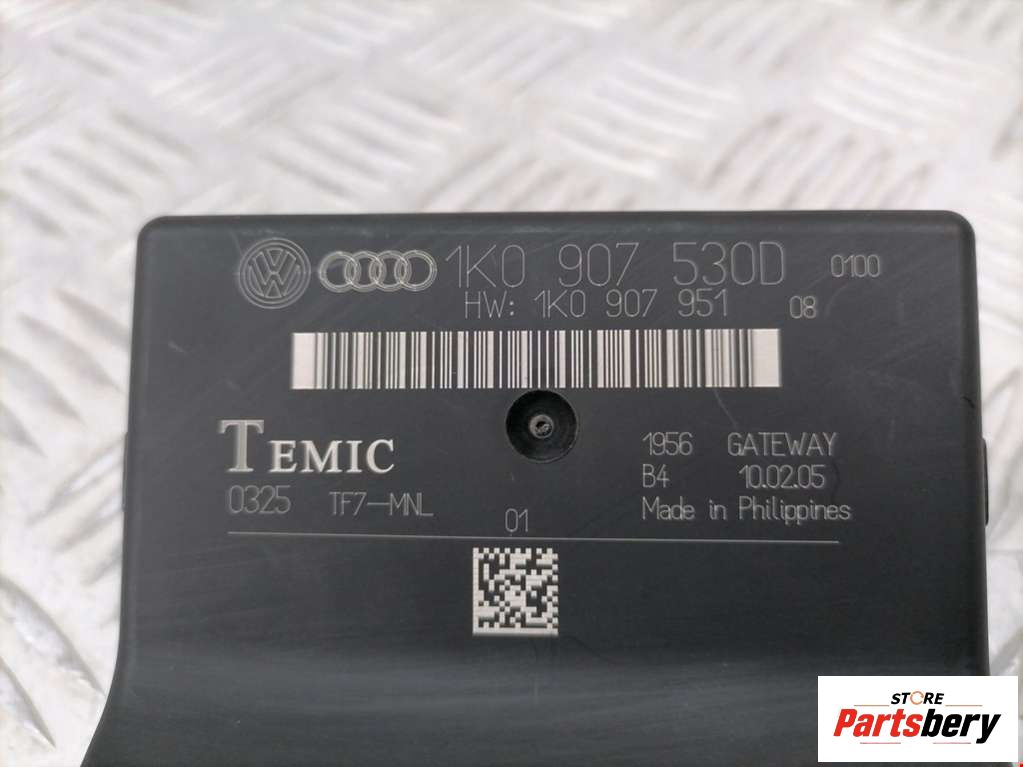 1K0 907 530D 0100
HW: 1K0 907 951 08
TEMIC
1956 GATEWAY
B4 10.02.05
0325 TF7-MNL
Made in Philippines
01
STORE
Partsbery